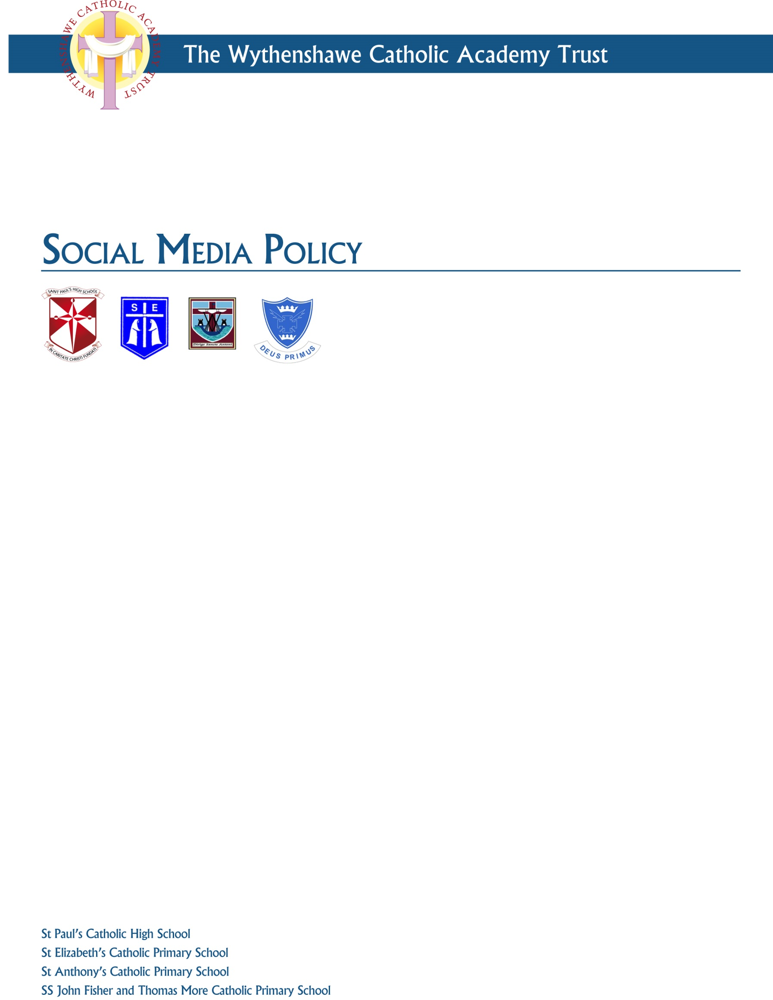 WYTHENSHAWE CATHOLIC ACADEMY TRUST
The Wythenshawe Catholic Academy Trust
SOCIAL MEDIA POLICY
SAINT PAUL'S HIGH SCHOOL
IN CARITATE CHRISTI FUNDATI
S E
Dirige Sancte Antoni
DEUS PRIMUS
St Paul's Catholic High School
St Elizabeth's Catholic Primary School
St Anthony's Catholic Primary School
SS John Fisher and Thomas More Catholic Primary School